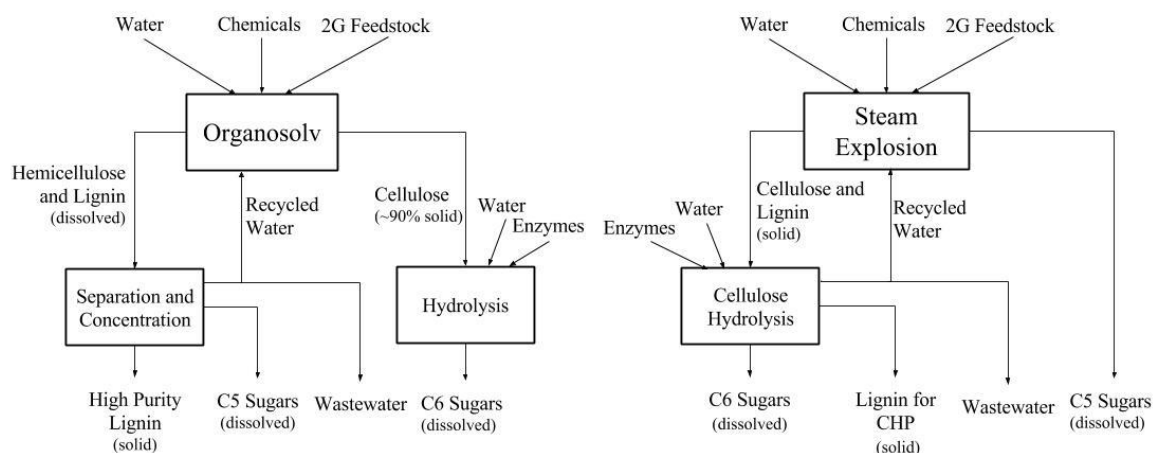 Water
Chemicals
2G Feedstock
Organosolv
Hemicellulose
and Lignin
(dissolved)
Recycled
Water
Cellulose
(~90% solid)
Water
Enzymes
Separation and
Concentration
Hydrolysis
High Purity
Lignin
(solid)
C5 Sugars
(dissolved)
Wastewater
C6 Sugars
(dissolved)
Water
Chemicals
2G Feedstock
Steam
Explosion
Cellulose and
Lignin
(solid)
Recycled
Water
Water
Enzymes
Cellulose
Hydrolysis
C6 Sugars
(dissolved)
Lignin for
CHP
(solid)
Wastewater
C5 Sugars
(dissolved)